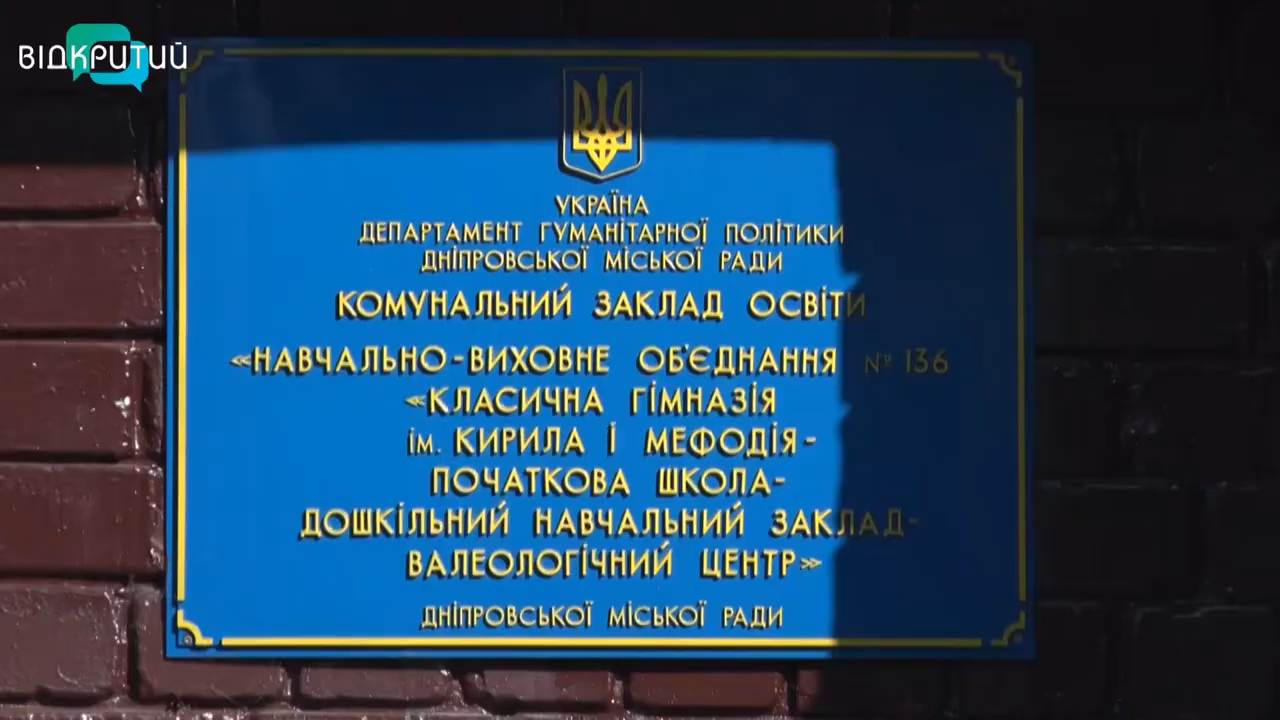 ВІДКРИТИЙ
УКРАЇНА
ДЕПАРТАМЕНТ ГУМАНІТАРНОЇ ПОЛІТИКИ
ДНІПРОВСЬКОЇ МІСЬКОЇ РАДИ
КОМУНАЛЬНИЙ ЗАКЛАД ОСВІТИ
«НАВЧАЛЬНО-ВИХОВНЕ ОБ'ЄДНАННЯ № 136
«КЛАСИЧНА ГІМНАЗІЯ
ім. КИРИЛА І МЕФОДІЯ-
ПОЧАТКОВА ШКОЛА-
ДОШКІЛЬНИЙ НАВЧАЛЬНИЙ ЗАКЛАД-
ВАЛЕОЛОГІЧНИЙ ЦЕНТР»
ДНІПРОВСЬКОЇ МІСЬКОЇ РАДИ